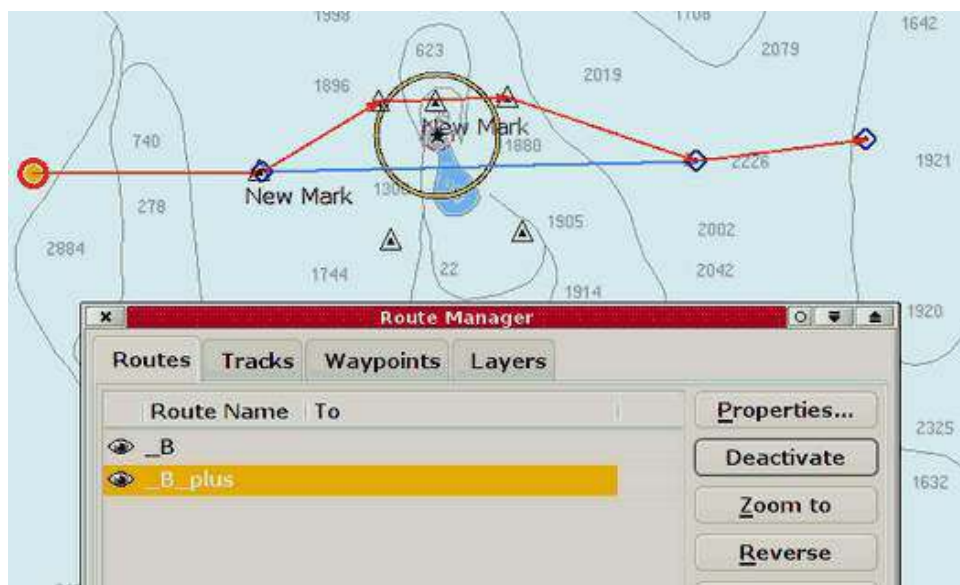 1998
1108
1642
623
2079
2019
1896
New Mark
740
1880
2226
1921
New Mark
278
1905
2002
2884
22
2042
1744
1914
1920
Route Manager
Routes Tracks Waypoints Layers
Route Name To
Properties...
_B
2325
_B_plus
Deactivate
1632
Zoom to
Reverse